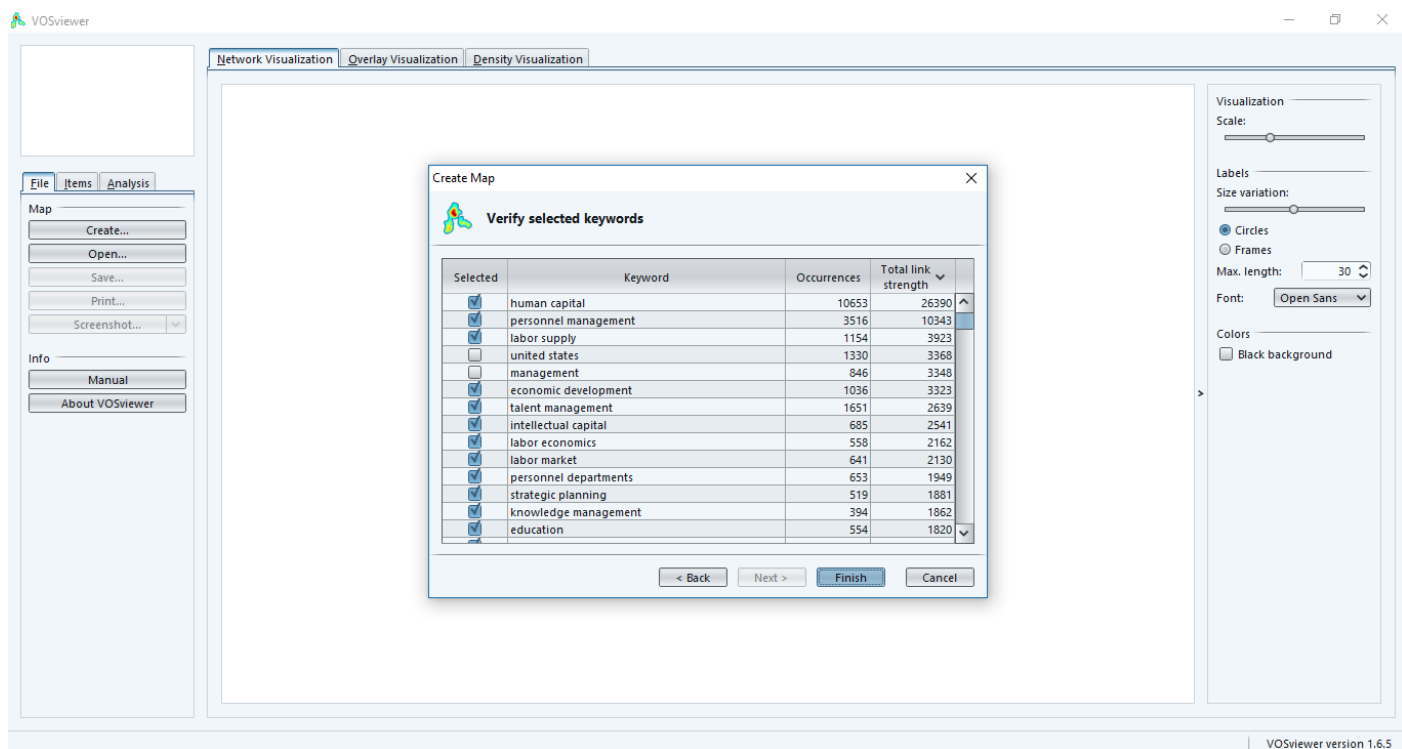 VOSviewer
Network Visualization Overlay Visualization Density Visualization
File Items Analysis
Map
Create...
Open...
Save...
Print...
Screenshot...
Info
Manual
About VOSviewer
Create Map
Verify selected keywords
Selected Keyword Occurrences Total link strength
human capital 10653 26390
personnel management 3516 10343
labor supply 1154 3923
united states 1330 3368
management 846 3348
economic development 1036 3323
talent management 1651 2639
intellectual capital 685 2541
labor economics 558 2162
labor market 641 2130
personnel departments 653 1949
strategic planning 519 1881
knowledge management 394 1862
education 554 1820
< Back Next > Finish Cancel
Visualization
Scale:
Labels
Size variation:
Circles
Frames
Max. length: 30
Font: Open Sans
Colors
Black background
>
VOSviewer version 1.6.5